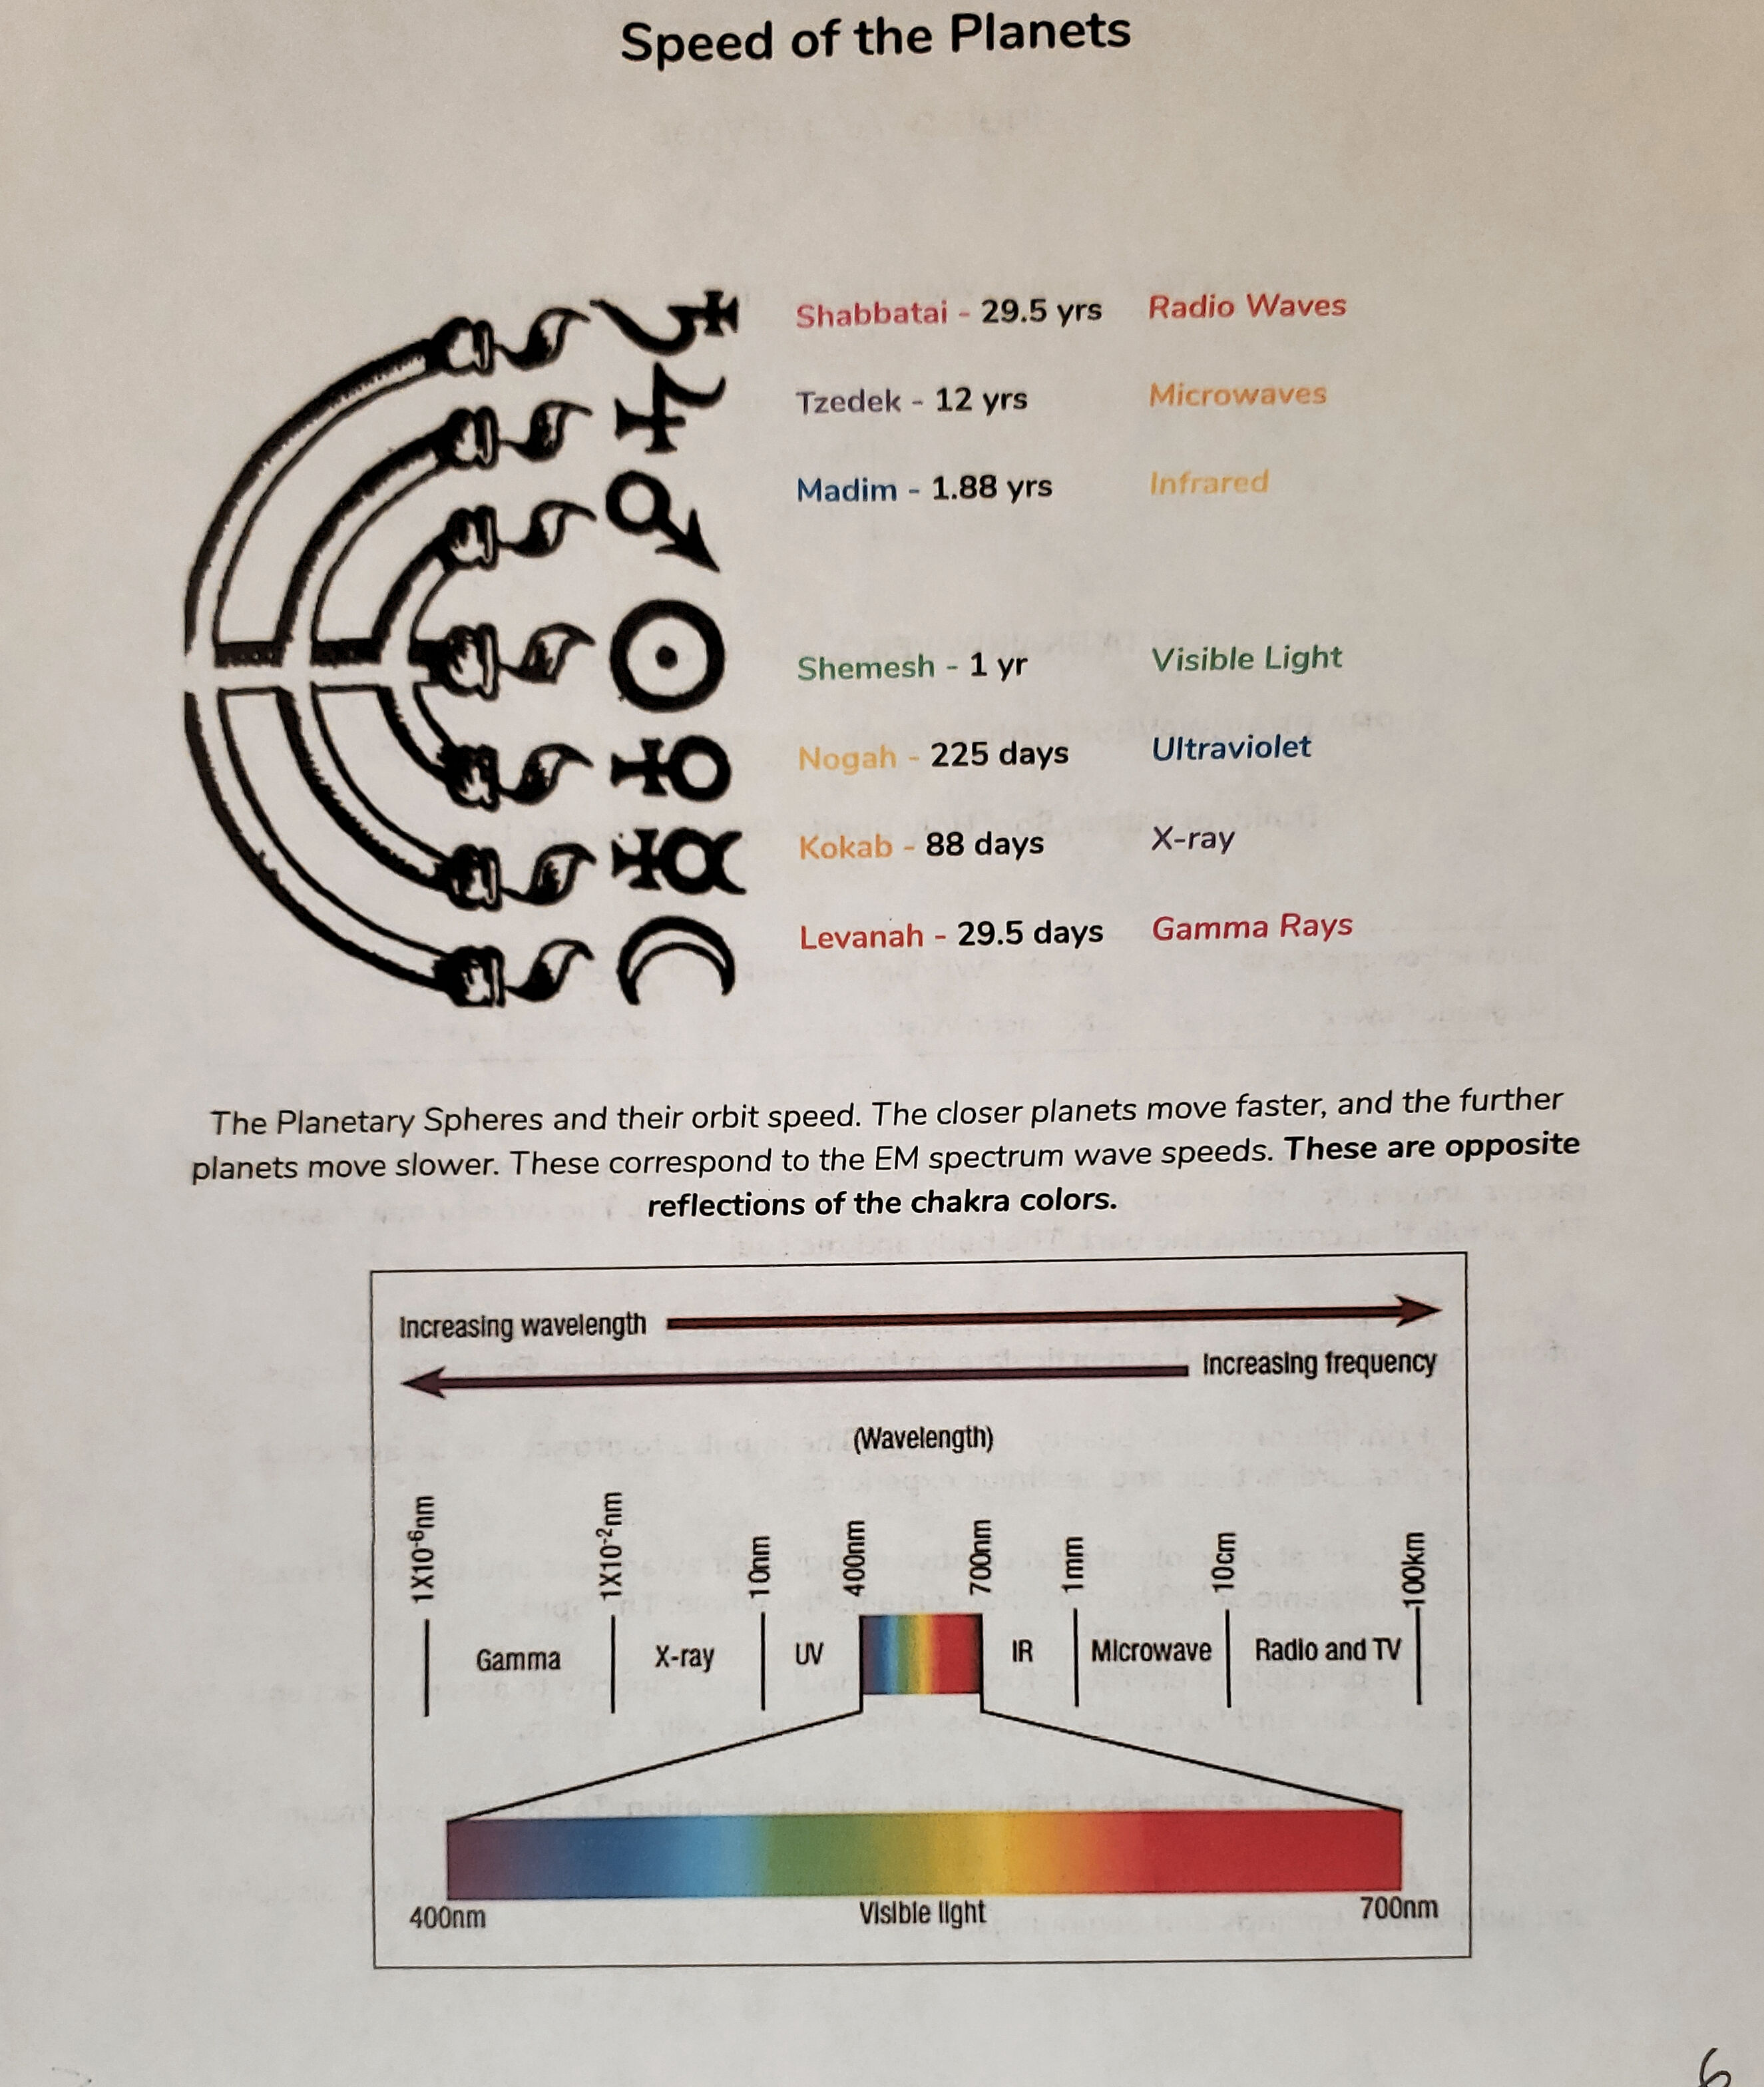 Speed of the Planets
Shabbatai - 29.5 yrs Radio Waves
Tzedek - 12 yrs Microwaves
Madim - 1.88 yrs Infrared
Shemesh - 1 yr Visible Light
Nogah - 225 days Ultraviolet
Kokab - 88 days X-ray
Levanah - 29.5 days Gamma Rays
The Planetary Spheres and their orbit speed. The closer planets move faster, and the further
planets move slower. These correspond to the EM spectrum wave speeds. These are opposite
reflections of the chakra colors.
Increasing wavelength
Increasing frequency
(Wavelength)
1X10-6nm 1X10-2nm 10nm 400nm 700nm 1mm 10cm 100km
Gamma X-ray UV IR Microwave Radio and TV
400nm Visible light 700nm
6